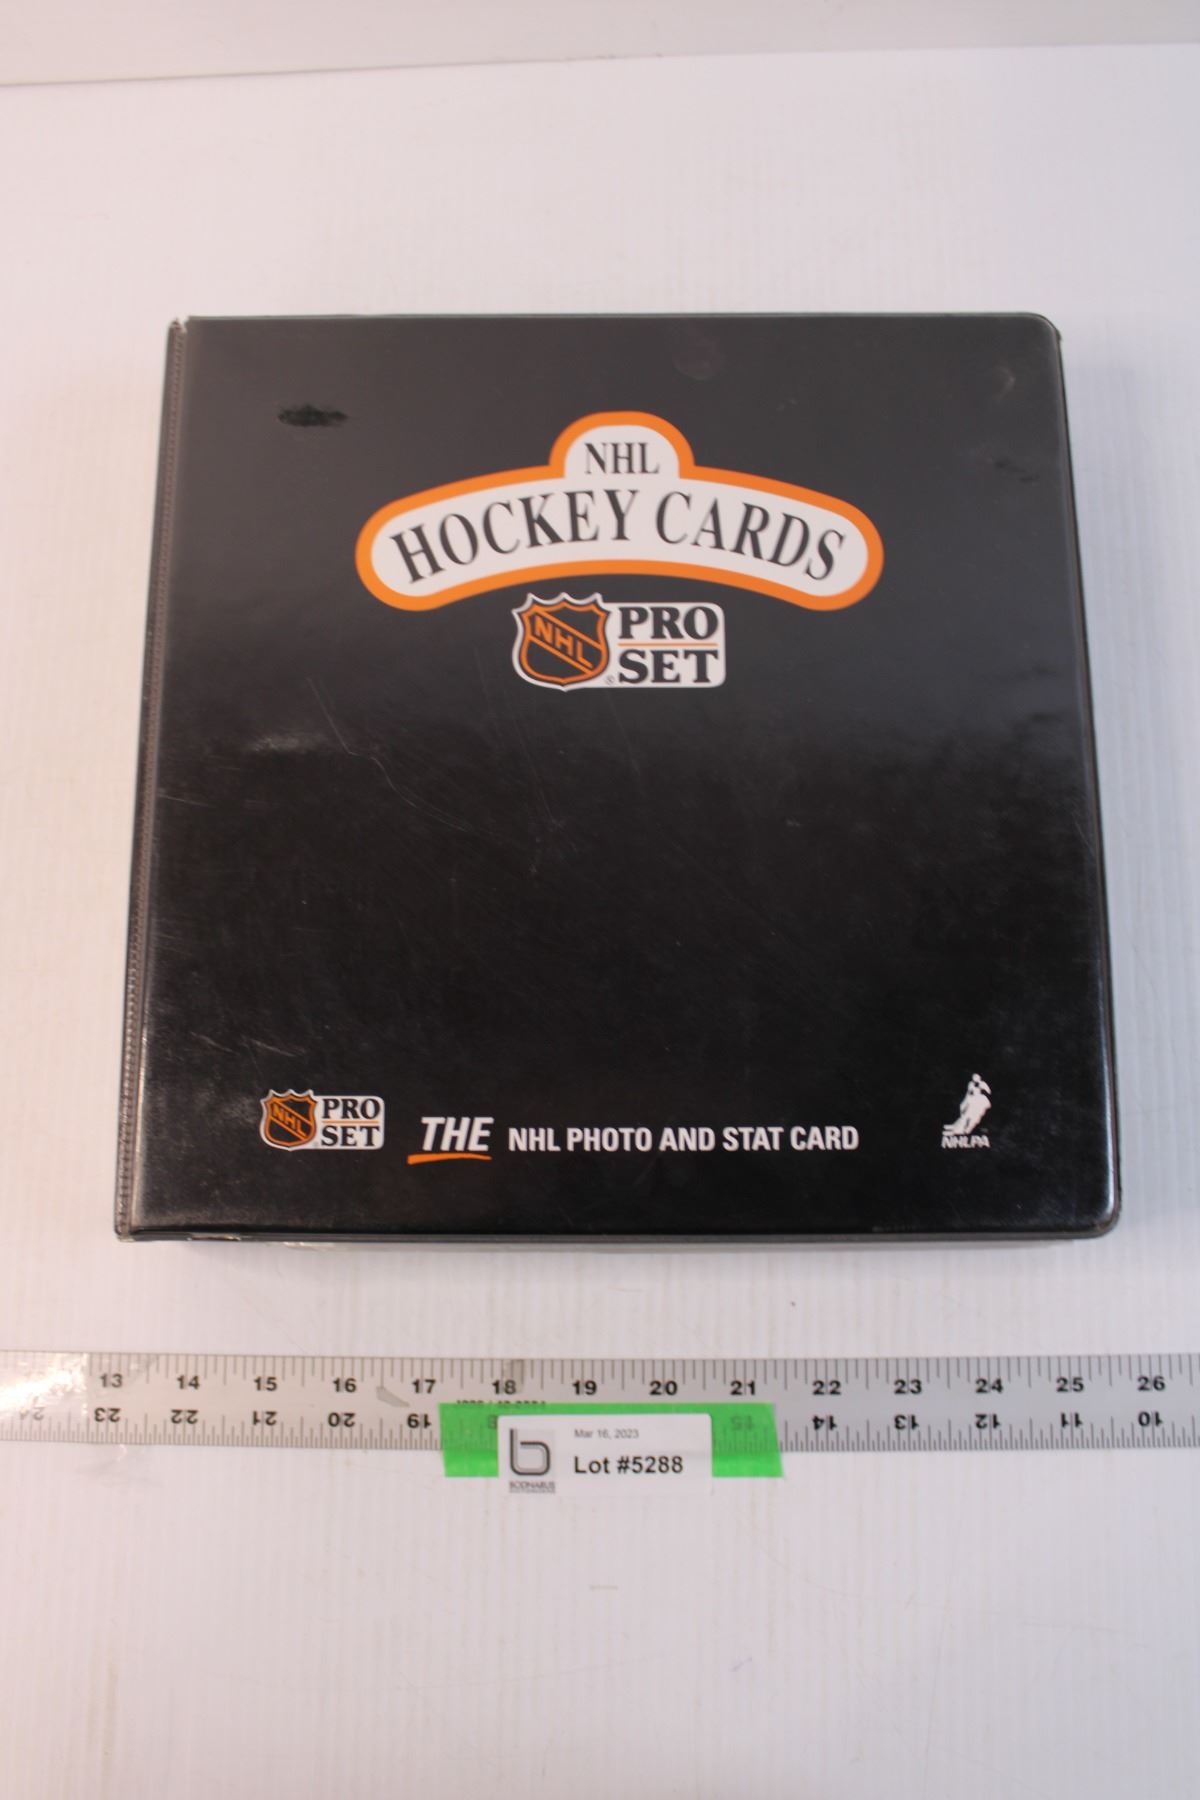 NHL
HOCKEY CARDS
NHL PRO
SET
NHL PRO
SET
THE NHL PHOTO AND STAT CARD
NHLPA
13 14 15 16 17 18 19 20 21 22 23 24 25 26
24 23 22 21 20 19 15 14 13 12 11 10
Mar 16, 2023
Lot #5288
BODNARUS